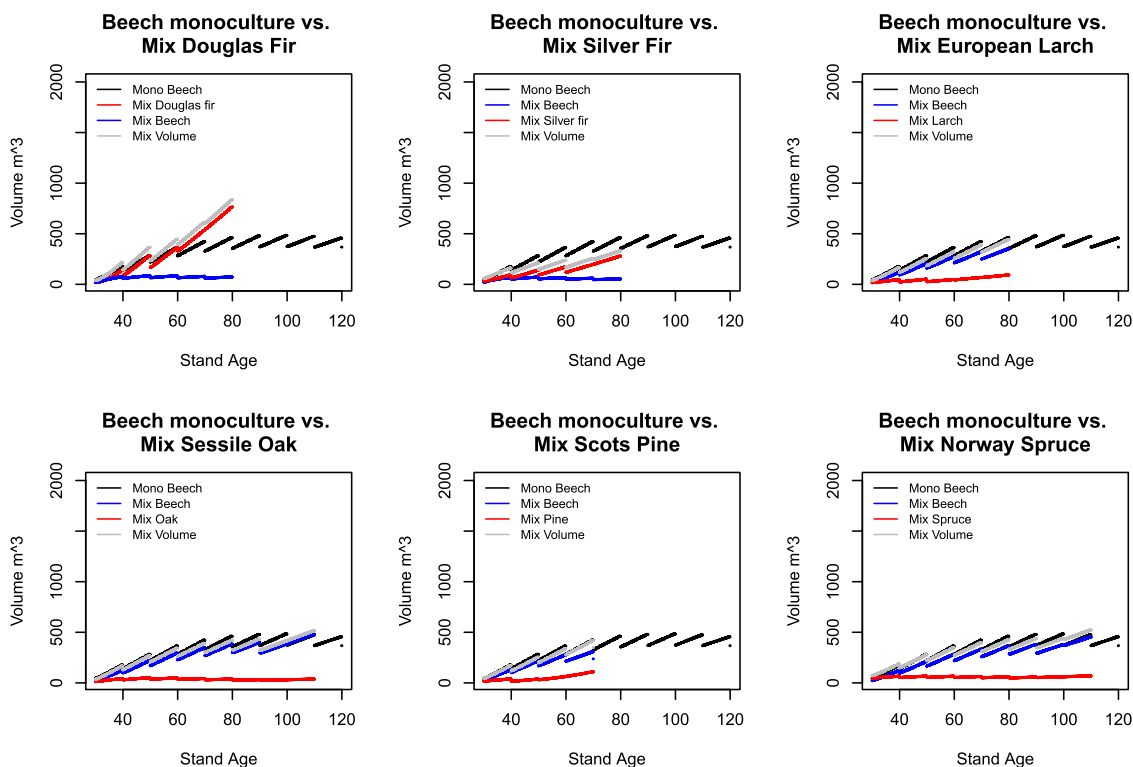 Beech monoculture vs.
Mix Douglas Fir
2000
1000
500
0
Volume m^3
Mono Beech
Mix Douglas fir
Mix Beech
Mix Volume
40 60 80 100 120
Stand Age
Beech monoculture vs.
Mix Silver Fir
2000
1000
500
0
Volume m^3
Mono Beech
Mix Beech
Mix Silver fir
Mix Volume
40 60 80 100 120
Stand Age
Beech monoculture vs.
Mix European Larch
2000
1000
500
0
Volume m^3
Mono Beech
Mix Beech
Mix Larch
Mix Volume
40 60 80 100 120
Stand Age
Beech monoculture vs.
Mix Sessile Oak
2000
1000
500
0
Volume m^3
Mono Beech
Mix Beech
Mix Oak
Mix Volume
40 60 80 100 120
Stand Age
Beech monoculture vs.
Mix Scots Pine
2000
1000
500
0
Volume m^3
Mono Beech
Mix Beech
Mix Pine
Mix Volume
40 60 80 100 120
Stand Age
Beech monoculture vs.
Mix Norway Spruce
2000
1000
500
0
Volume m^3
Mono Beech
Mix Beech
Mix Spruce
Mix Volume
40 60 80 100 120
Stand Age